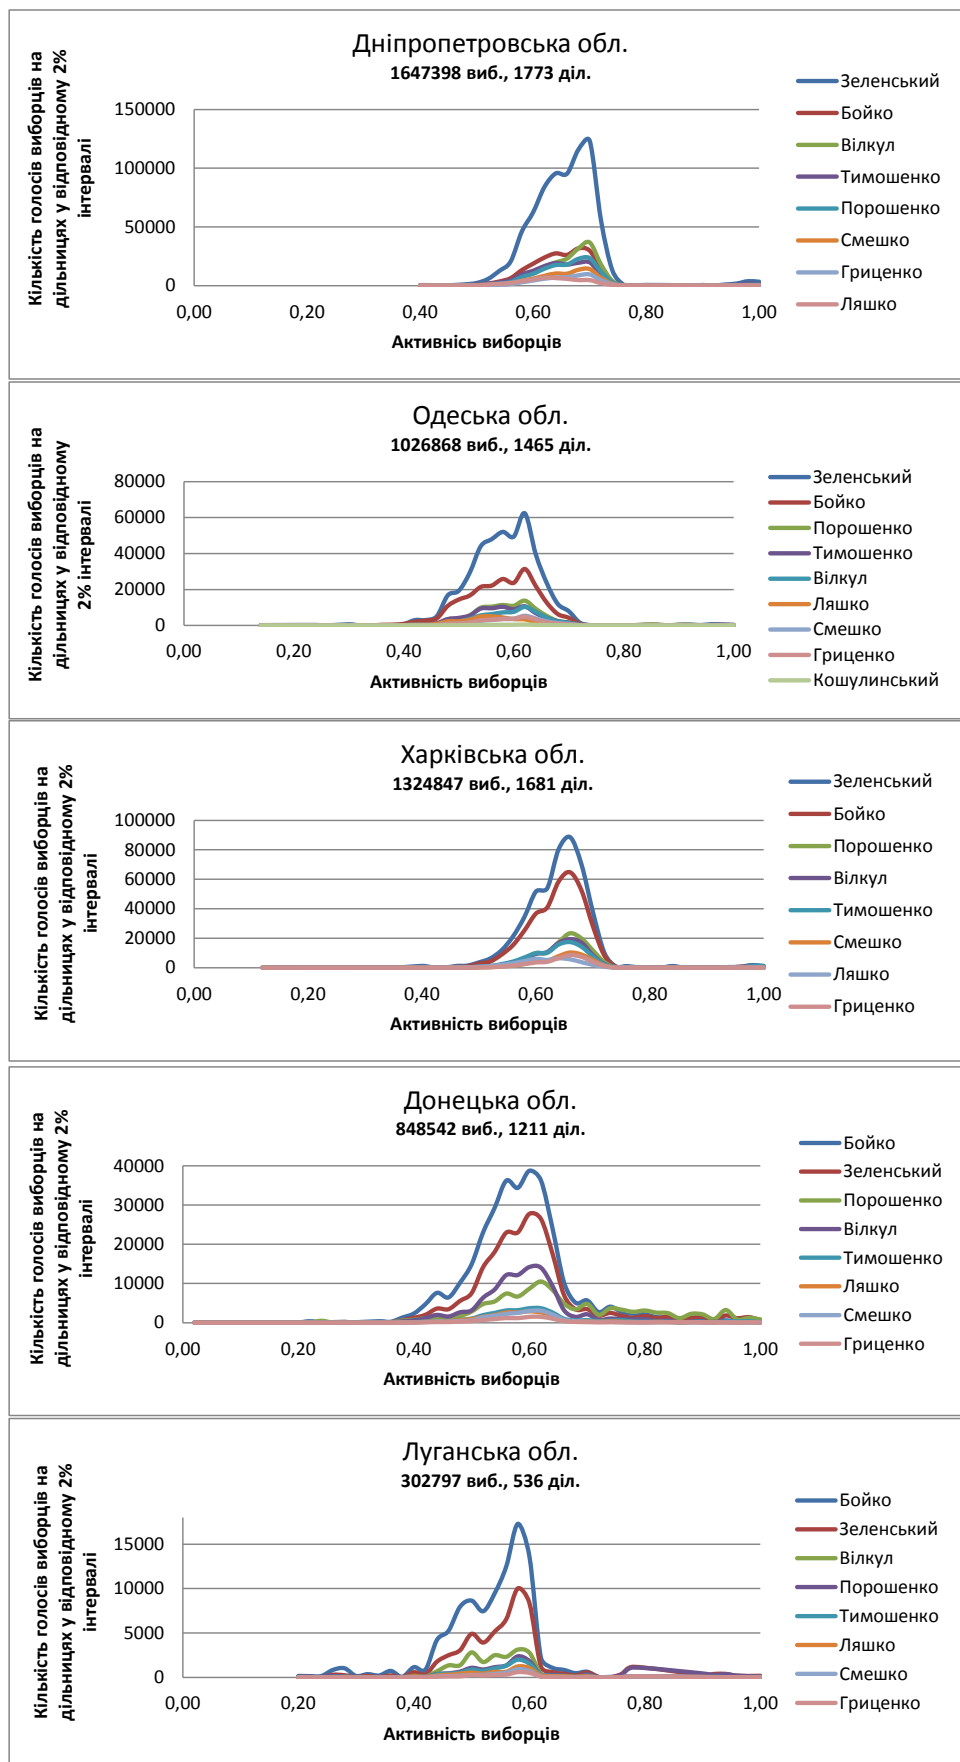 Дніпропетровська обл.
1647398 виб., 1773 діл.
Кількість голосів виборців на
дільницях у відповідному 2%
інтервалі
150000
100000
50000
0
0,00 0,20 0,40 0,60 0,80 1,00
Активнісь виборців
Зеленський
Бойко
Вілкул
Тимошенко
Порошенко
Смешко
Гриценко
Ляшко
Одеська обл.
1026868 виб., 1465 діл.
Кількість голосів виборців на
дільницях у відповідному
2% інтервалі
80000
60000
40000
20000
0
0,00 0,20 0,40 0,60 0,80 1,00
Активність виборців
Зеленський
Бойко
Порошенко
Тимошенко
Вілкул
Ляшко
Смешко
Гриценко
Кошулинський
Харківська обл.
1324847 виб., 1681 діл.
Кількість голосів виборців на
дільницях у відповідному 2%
інтервалі
100000
80000
60000
40000
20000
0
0,00 0,20 0,40 0,60 0,80 1,00
Активність виборців
Зеленський
Бойко
Порошенко
Вілкул
Тимошенко
Смешко
Ляшко
Гриценко
Донецька обл.
848542 виб., 1211 діл.
Кількість голосів виборців на
дільницях у відповідному 2%
інтервалі
40000
30000
20000
10000
0
0,00 0,20 0,40 0,60 0,80 1,00
Активність виборців
Бойко
Зеленський
Порошенко
Вілкул
Тимошенко
Ляшко
Смешко
Гриценко
Луганська обл.
302797 виб., 536 діл.
Кількість голосів виборців на
дільницях у відповідному 2%
інтервалі
15000
10000
5000
0
0,00 0,20 0,40 0,60 0,80 1,00
Активність виборців
Бойко
Зеленський
Вілкул
Порошенко
Тимошенко
Ляшко
Смешко
Гриценко